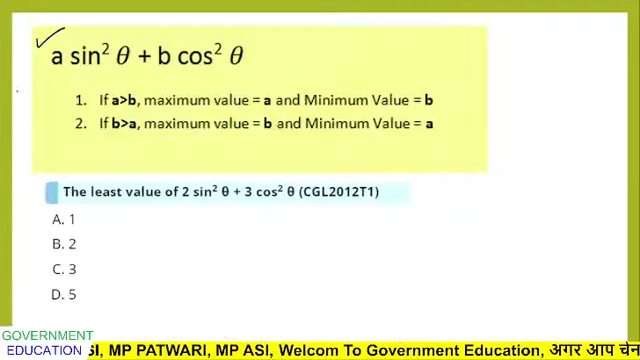 a sin² θ + b cos² θ
1. If a>b, maximum value = a and Minimum Value = b
2. If b>a, maximum value = b and Minimum Value = a
The least value of 2 sin² θ + 3 cos² θ (CGL2012T1)
A. 1
B. 2
C. 3
D. 5
GOVERNMENT
EDUCATION
SI, MP PATWARI, MP ASI, Welcom To Government Education, अगर आप चेन